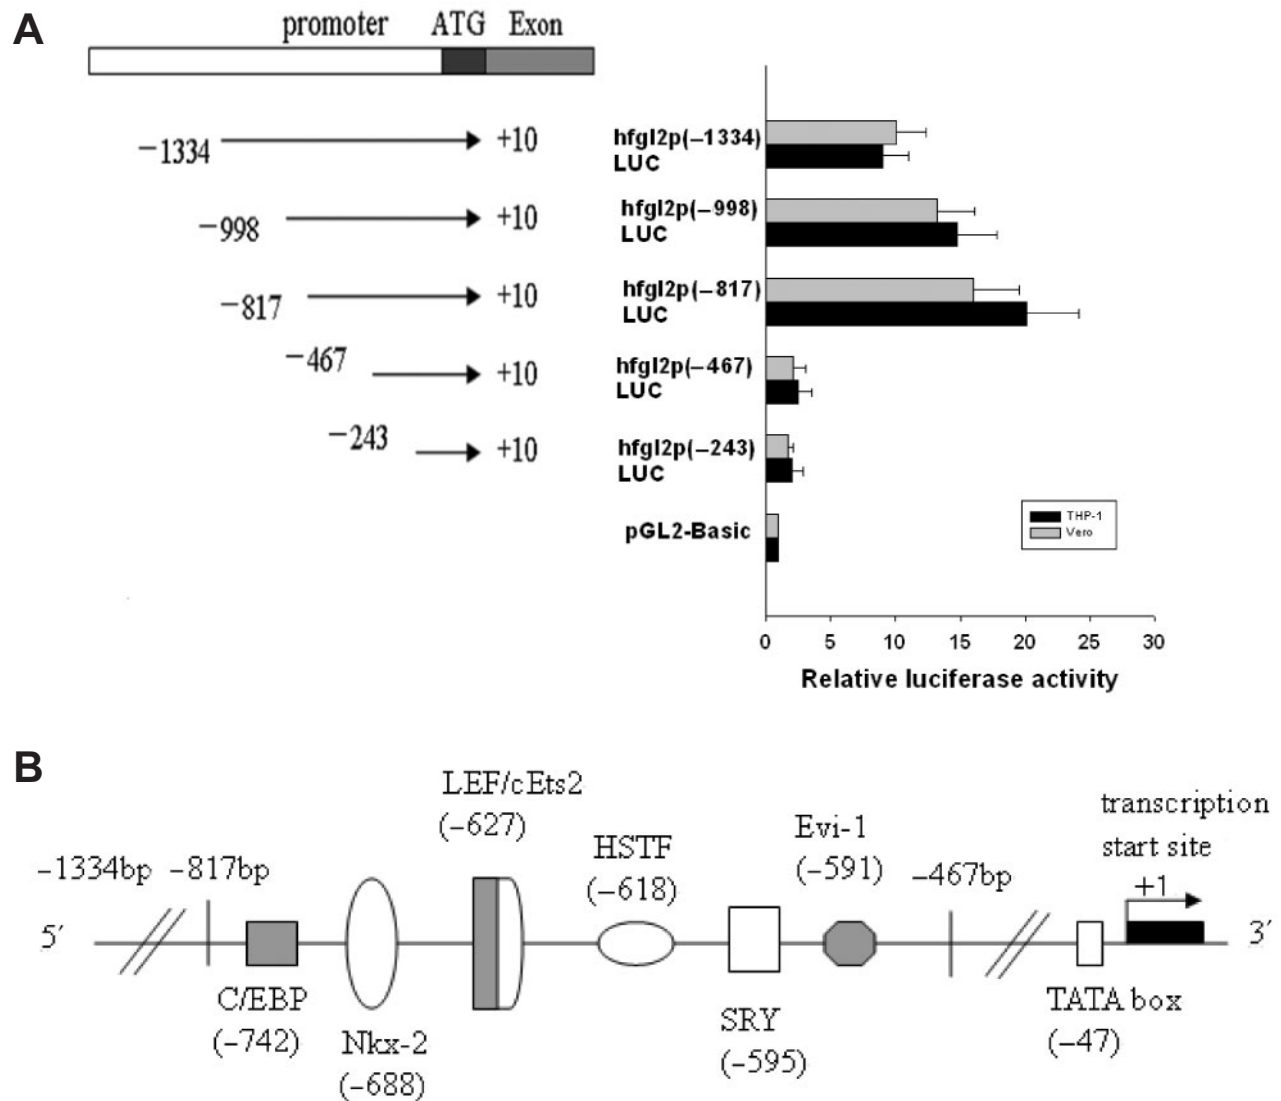 A
promoter ATG Exon
−1334 +10
−998 +10
−817 +10
−467 +10
−243 +10
hfgl2p(−1334)
LUC
hfgl2p(−998)
LUC
hfgl2p(−817)
LUC
hfgl2p(−467)
LUC
hfgl2p(−243)
LUC
pGL2-Basic
THP-1
Vero
0 5 10 15 20 25 30
Relative luciferase activity
B
LEF/cEts2
(−627)
HSTF
(−618)
Evi-1
(−591)
transcription
start site
+1
−1334bp −817bp
−467bp
5′
3′
C/EBP
(−742)
Nkx-2
(−688)
SRY
(−595)
TATA box
(−47)